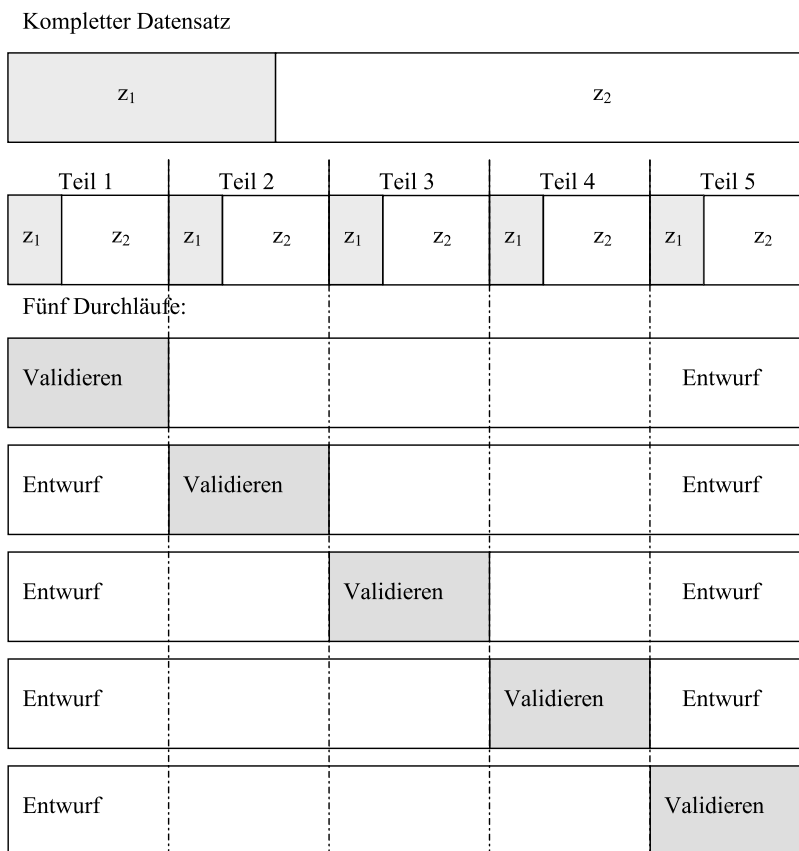 Kompletter Datensatz
z₁ z₂
Teil 1 Teil 2 Teil 3 Teil 4 Teil 5
z₁ z₂ z₁ z₂ z₁ z₂ z₁ z₂ z₁ z₂
Fünf Durchläufe:
Validieren Entwurf
Entwurf Validieren Entwurf
Entwurf Validieren Entwurf
Entwurf Validieren Entwurf
Entwurf Validieren